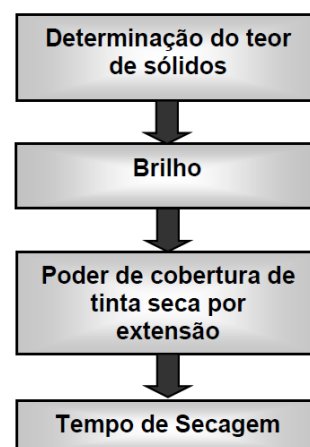 Determinação do teor
de sólidos
Brilho
Poder de cobertura de
tinta seca por
extensão
Tempo de Secagem